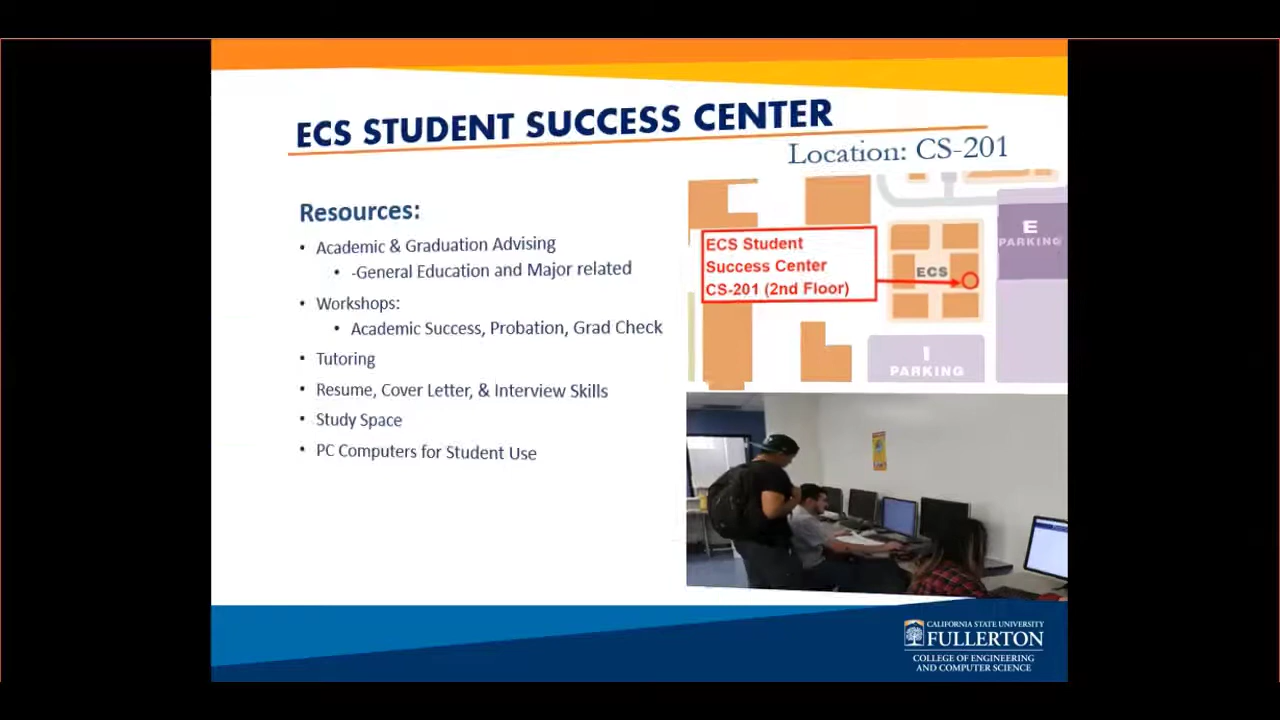 ECS STUDENT SUCCESS CENTER
Location: CS-201
Resources:
• Academic & Graduation Advising
• -General Education and Major related
• Workshops:
• Academic Success, Probation, Grad Check
• Tutoring
• Resume, Cover Letter, & Interview Skills
• Study Space
• PC Computers for Student Use
ECS Student
Success Center
CS-201 (2nd Floor)
ECS
E
PARKING
I
PARKING
CALIFORNIA STATE UNIVERSITY
FULLERTON
COLLEGE OF ENGINEERING
AND COMPUTER SCIENCE